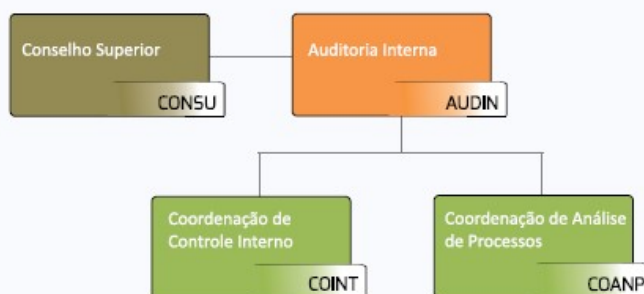 Conselho Superior
CONSU
Auditoria Interna
AUDIN
Coordenação de
Controle Interno
COINT
Coordenação de Análise
de Processos
COANP